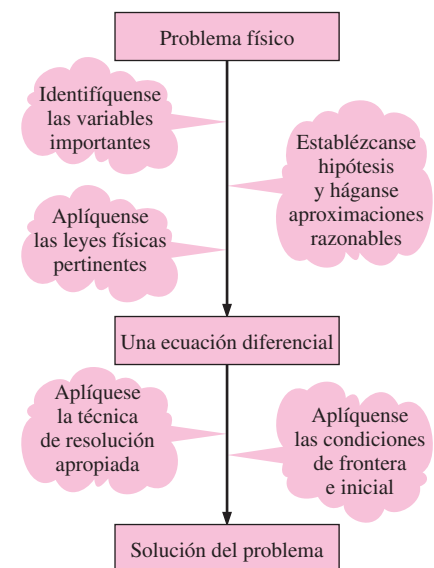 Problema físico
Identifíquense
las variables
importantes
Establézcanse
hipótesis
y háganse
aproximaciones
razonables
Aplíquense
las leyes físicas
pertinentes
Una ecuación diferencial
Aplíquese
la técnica
de resolución
apropiada
Aplíquense
las condiciones
de frontera
e inicial
Solución del problema